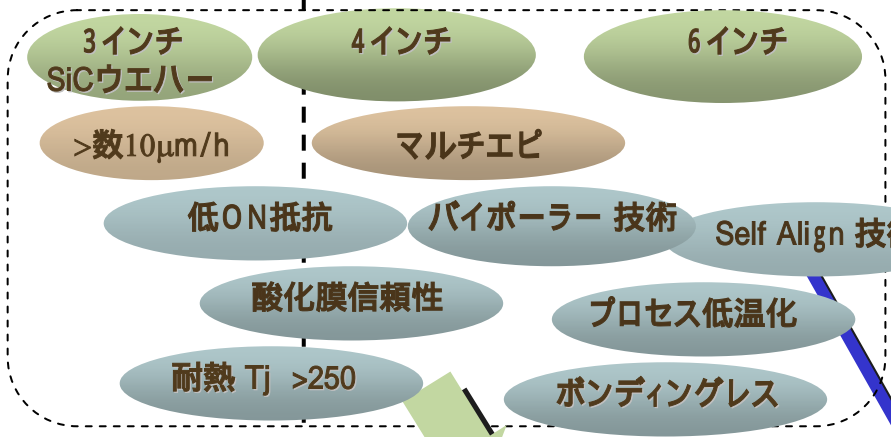 3インチ
SiCウエハー
4インチ
6インチ
>数10μm/h
マルチエピ
低ON抵抗
バイポーラー 技術
Self Align 技術
酸化膜信頼性
プロセス低温化
耐熱 Tj >250
ボンディングレス